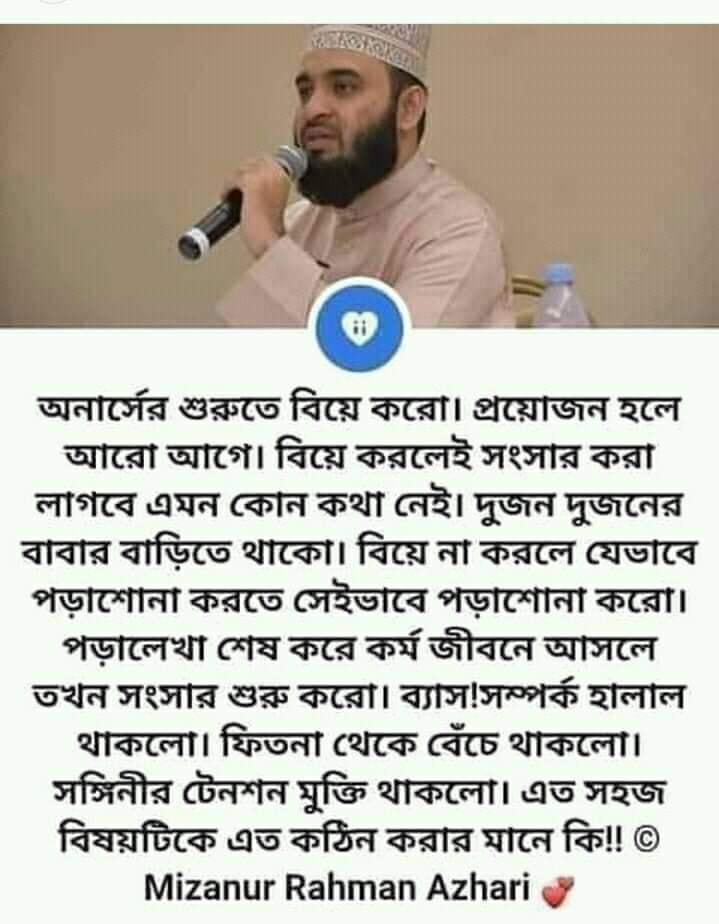 অনার্সের শুরুতে বিয়ে করো। প্রয়োজন হলে
আরো আগে। বিয়ে করলেই সংসার করা
লাগবে এমন কোন কথা নেই। দুজন দুজনের
বাবার বাড়িতে থাকো। বিয়ে না করলে যেভাবে
পড়াশোনা করতে সেইভাবে পড়াশোনা করো।
পড়ালেখা শেষ করে কর্ম জীবনে আসলে
তখন সংসার শুরু করো। ব্যাস!সম্পর্ক হালাল
থাকলো। ফিতনা থেকে বেঁচে থাকলো।
সঙ্গিনীর টেনশন মুক্তি থাকলো। এত সহজ
বিষয়টিকে এত কঠিন করার মানে কি!! ©
Mizanur Rahman Azhari 💕